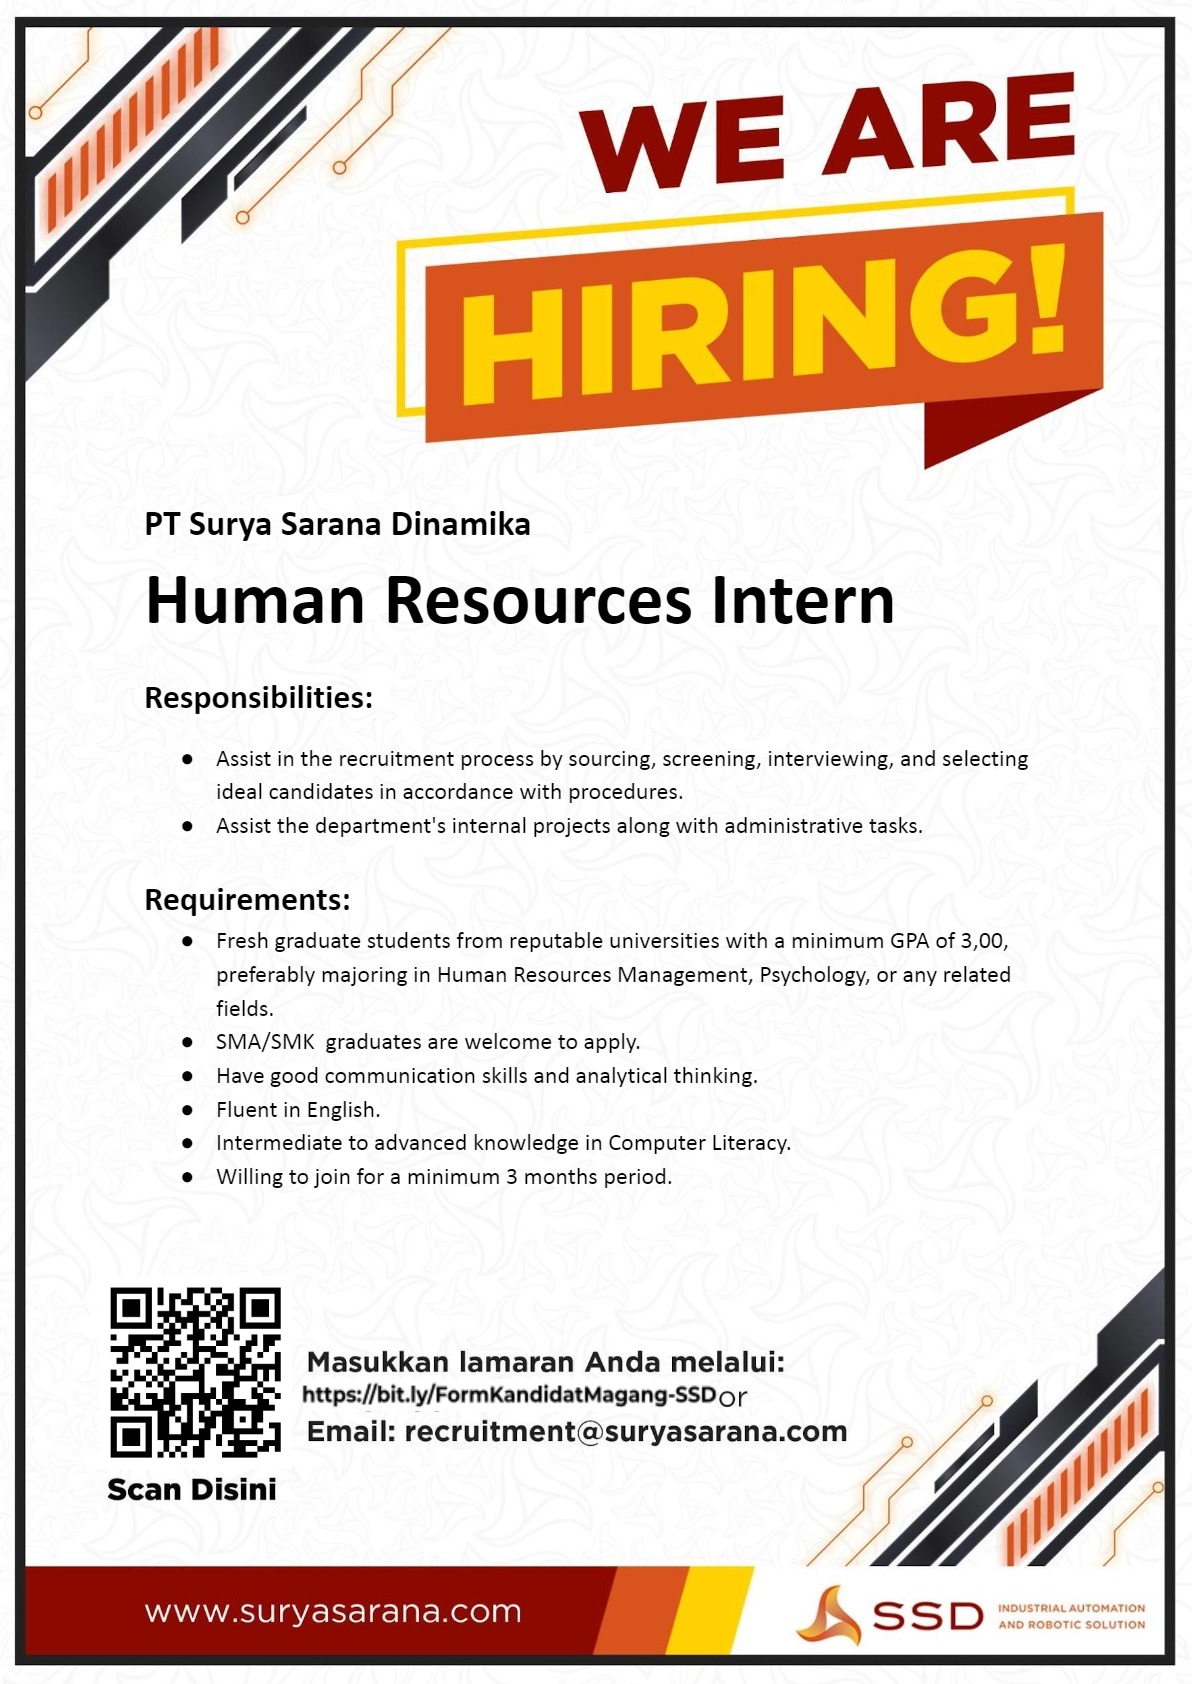 WE ARE
HIRING!
PT Surya Sarana Dinamika
Human Resources Intern
Responsibilities:
● Assist in the recruitment process by sourcing, screening, interviewing, and selecting
ideal candidates in accordance with procedures.
● Assist the department's internal projects along with administrative tasks.
Requirements:
● Fresh graduate students from reputable universities with a minimum GPA of 3,00,
preferably majoring in Human Resources Management, Psychology, or any related
fields.
● SMA/SMK  graduates are welcome to apply.
● Have good communication skills and analytical thinking.
● Fluent in English.
● Intermediate to advanced knowledge in Computer Literacy.
● Willing to join for a minimum 3 months period.
Masukkan lamaran Anda melalui:
https://bit.ly/FormKandidatMagang-SSD or
Email: recruitment@suryasarana.com
Scan Disini
www.suryasarana.com
SSD
INDUSTRIAL AUTOMATION
AND ROBOTIC SOLUTION